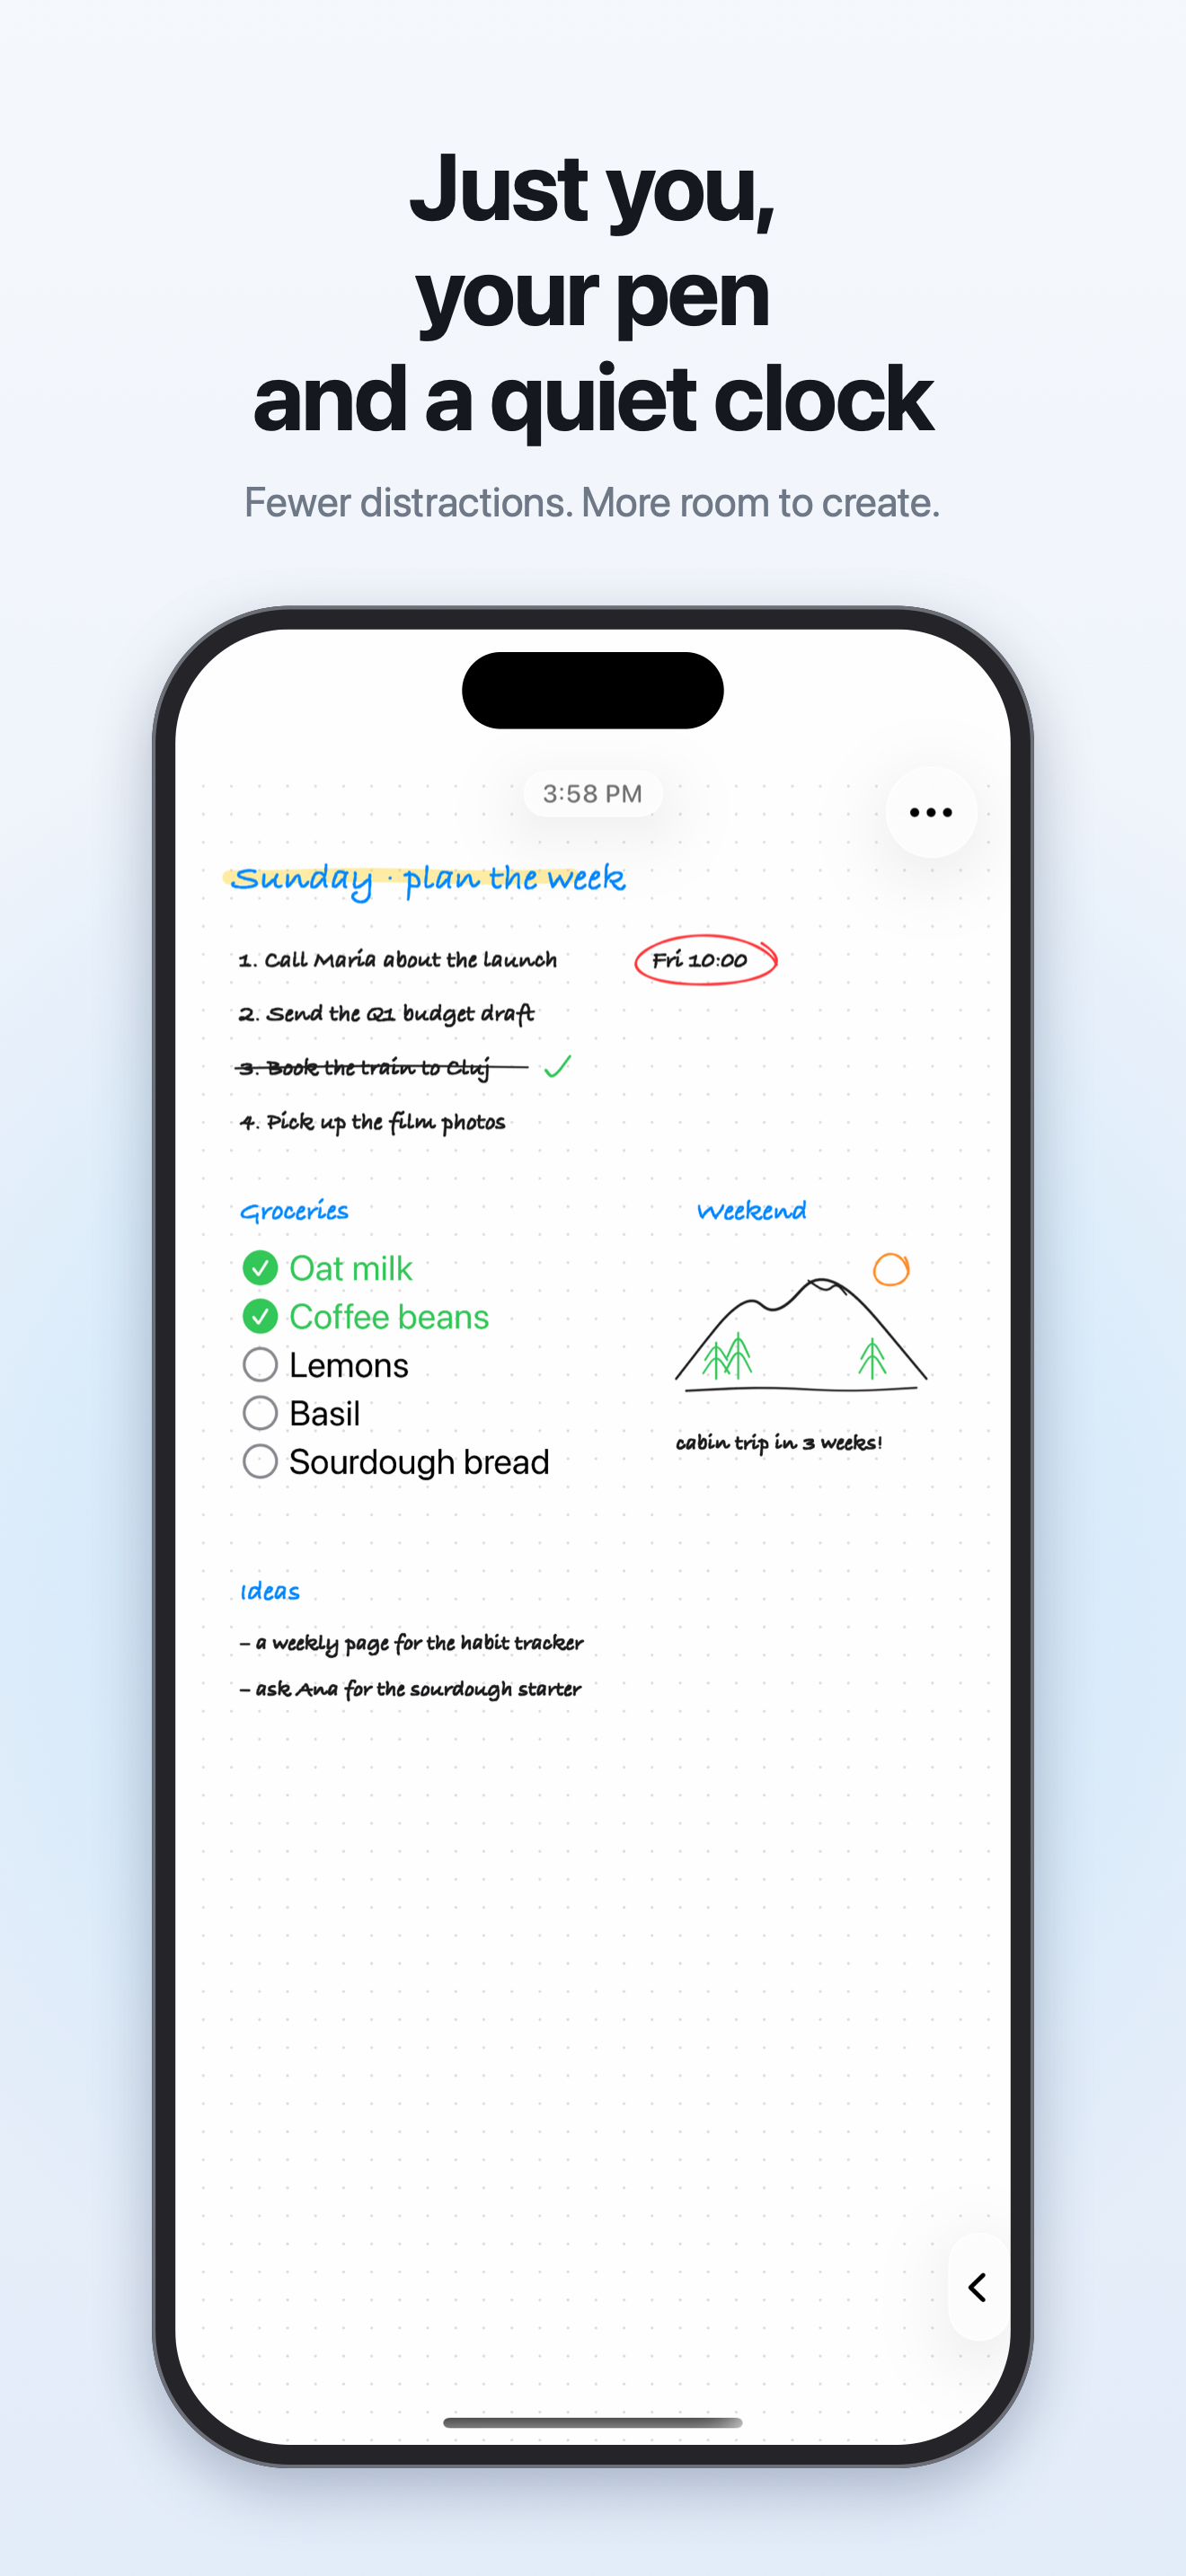 Just you,
your pen
and a quiet clock
Fewer distractions. More room to create.
3:58 PM
Sunday · plan the week
1. Call Maria about the launch
Fri 10:00
2. Send the Q1 budget draft
3. Book the train to Cluj
4. Pick up the film photos
Groceries
Oat milk
Coffee beans
Lemons
Basil
Sourdough bread
Weekend
cabin trip in 3 weeks!
Ideas
– a weekly page for the habit tracker
– ask Ana for the sourdough starter